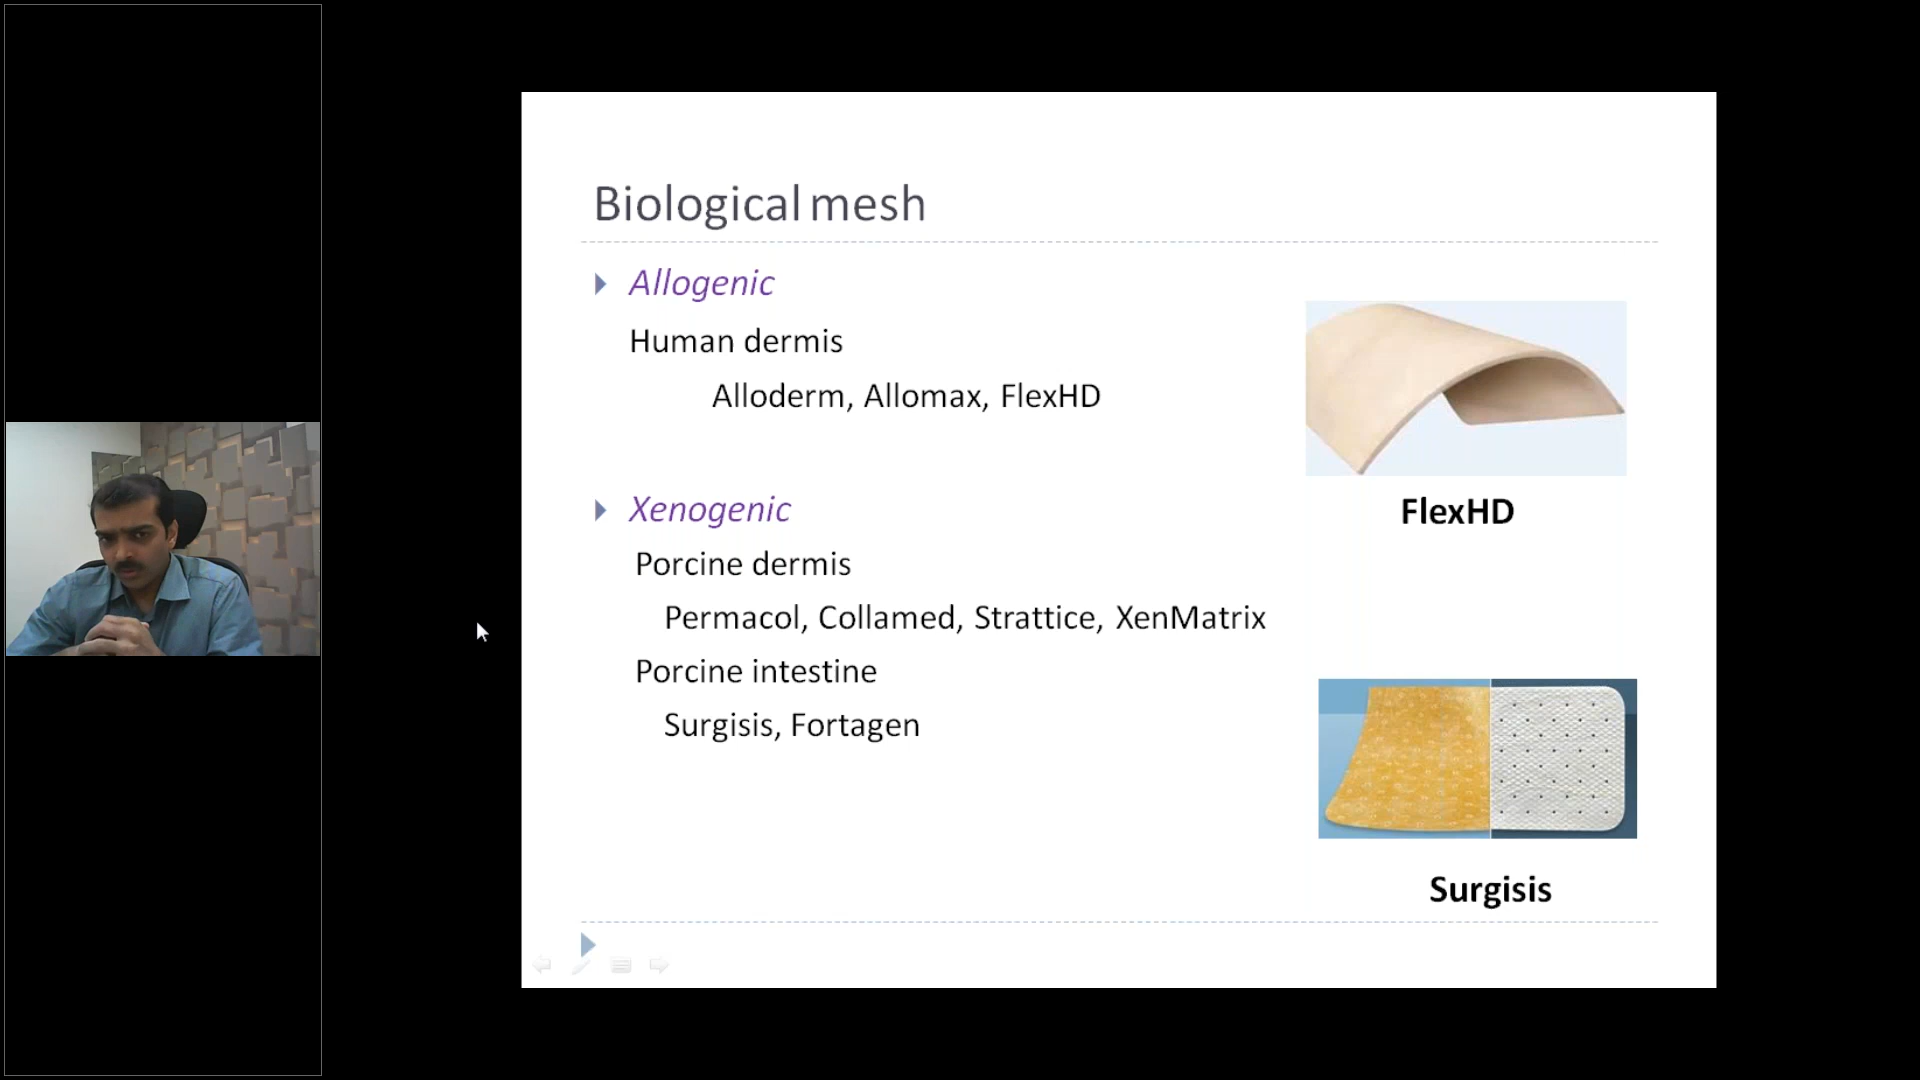 Biological mesh
Allogenic
Human dermis
Alloderm, Allomax, FlexHD
FlexHD
Xenogenic
Porcine dermis
Permacol, Collamed, Strattice, XenMatrix
Porcine intestine
Surgisis, Fortagen
Surgisis